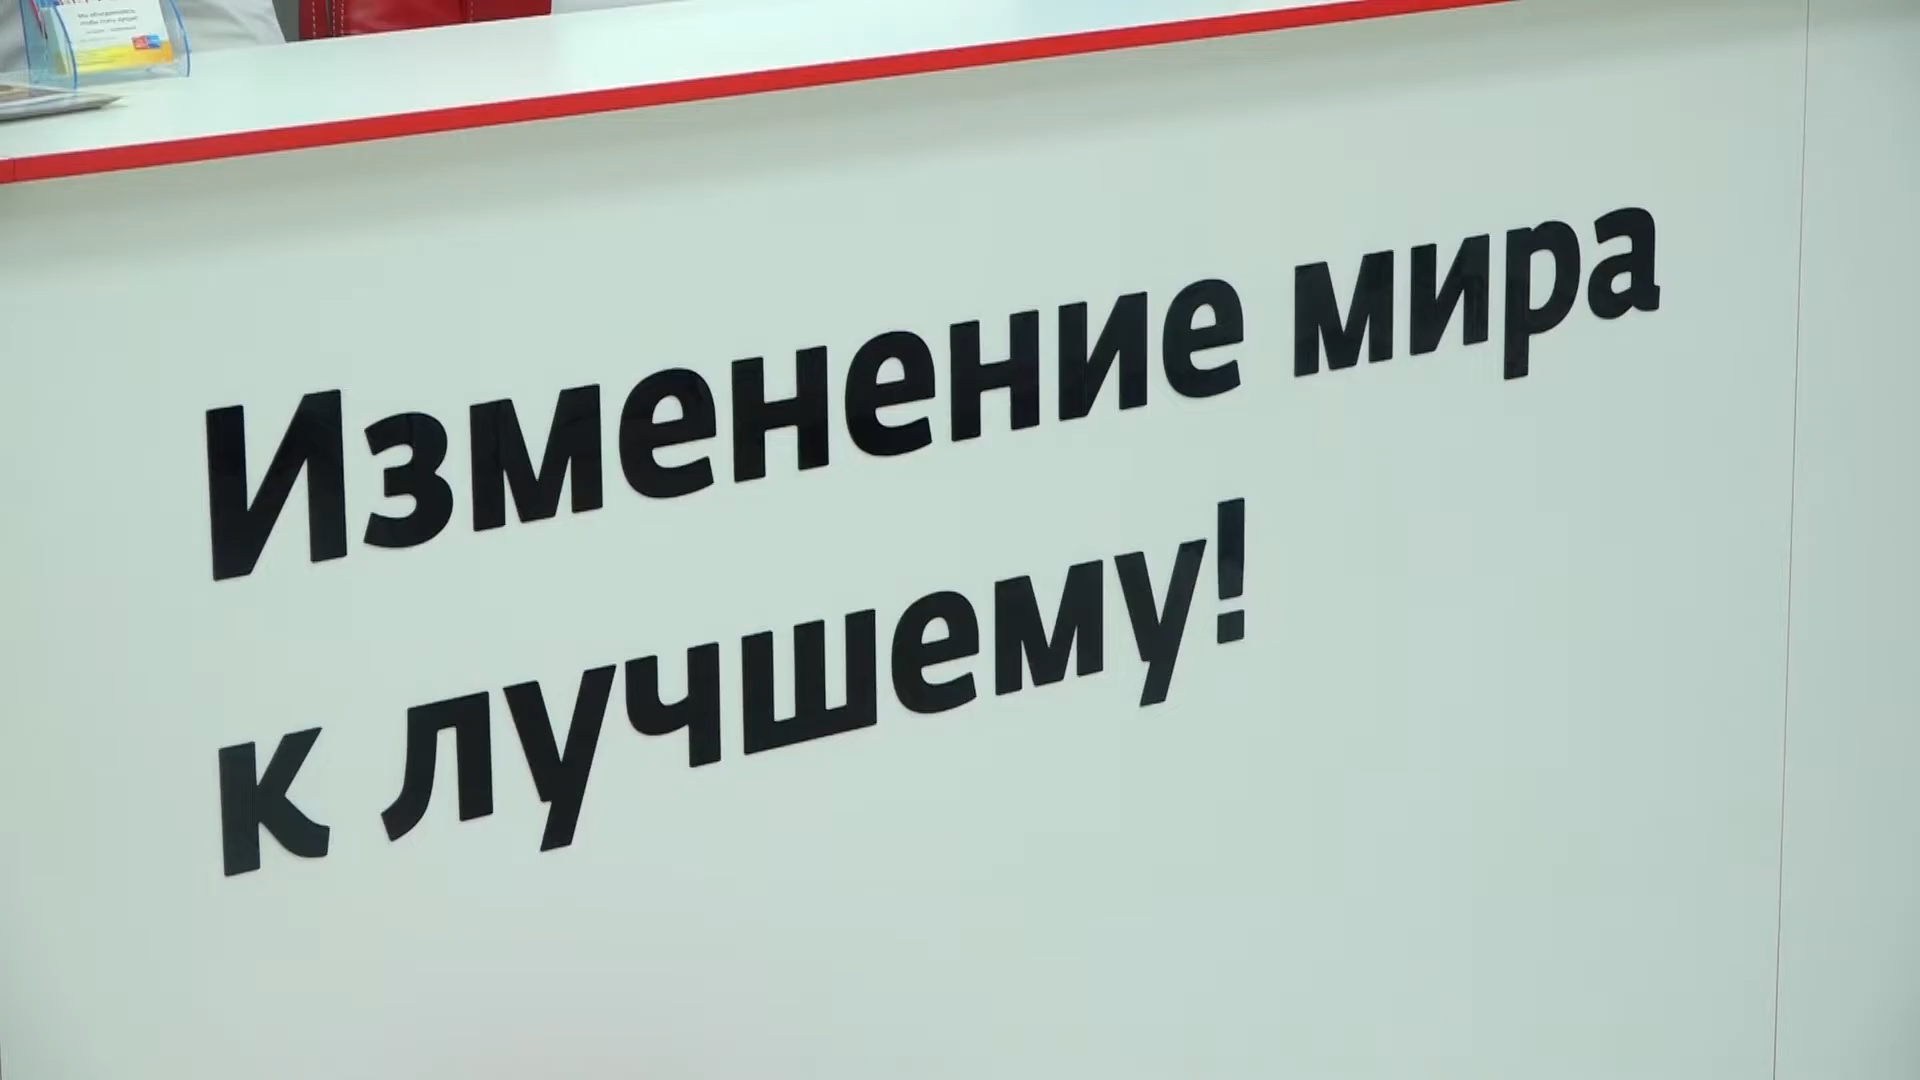 Изменение мира
к лучшему!